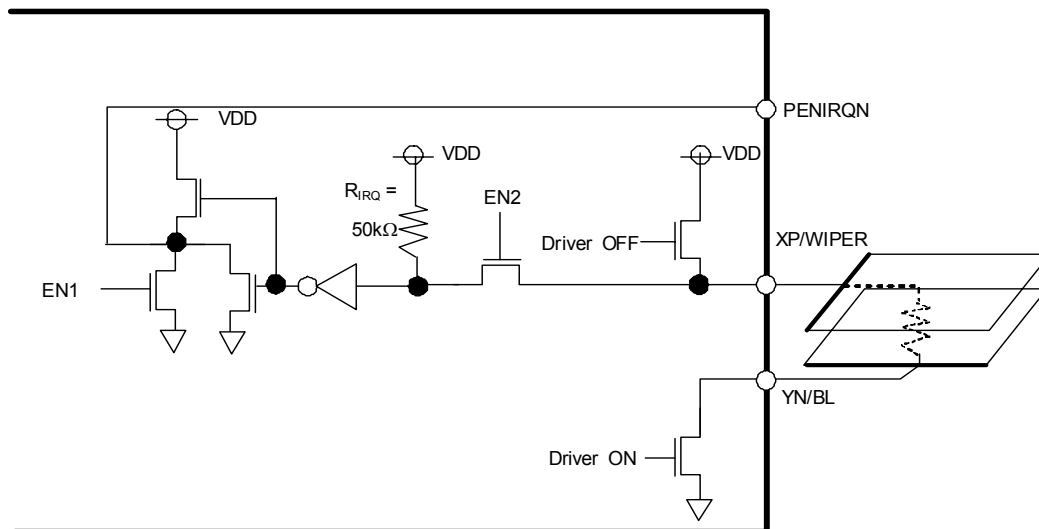 PENIRQN
VDD
VDD
VDD
R_IRQ =
50kΩ
EN2
Driver OFF
XP/WIPER
EN1
YN/BL
Driver ON